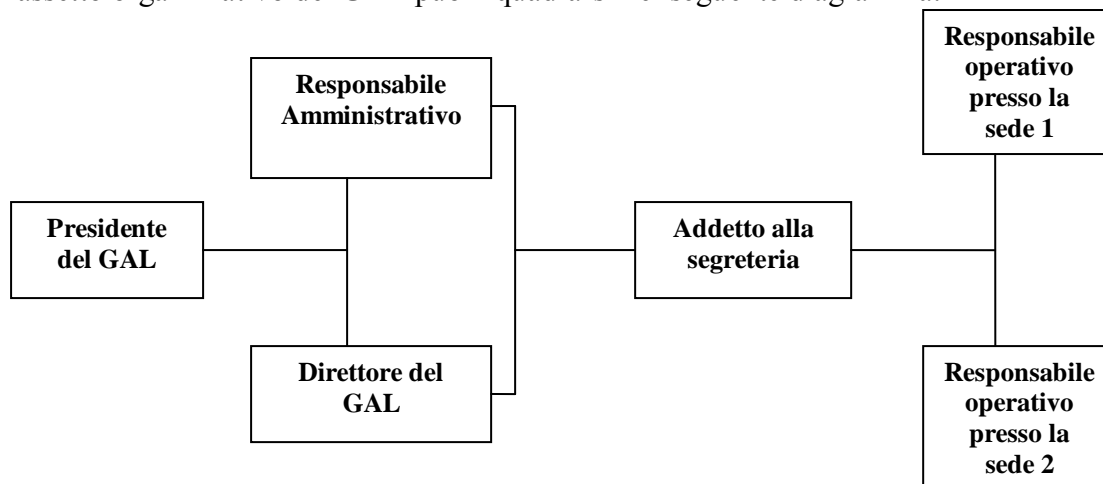 Responsabile
operativo
presso la
sede 1
Responsabile
Amministrativo
Presidente
del GAL
Addetto alla
segreteria
Direttore del
GAL
Responsabile
operativo
presso la
sede 2